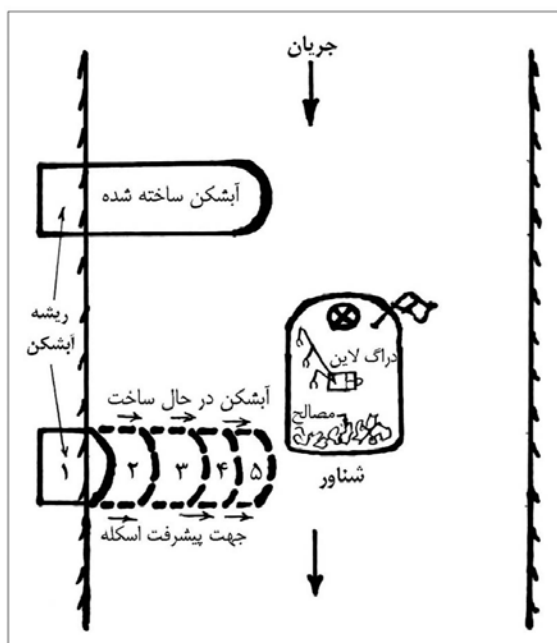 جریان
آبشکن ساخته شده
ریشه
آبشکن
دراگ لاین
مصالح
شناور
آبشکن در حال ساخت
۱ ۲ ۳ ۴ ۵
جهت پیشرفت اسکله